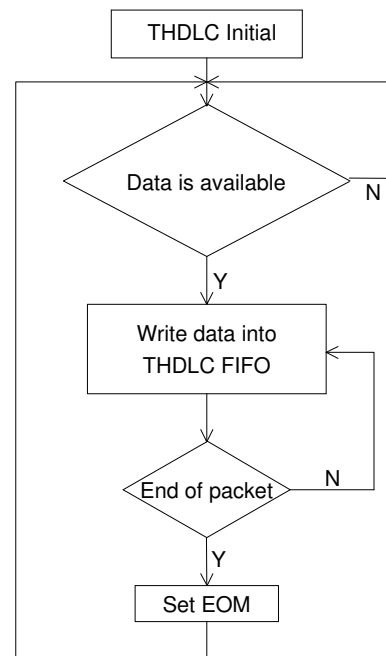 THDLC Initial
Data is available
N
Y
Write data into
THDLC FIFO
End of packet
N
Y
Set EOM